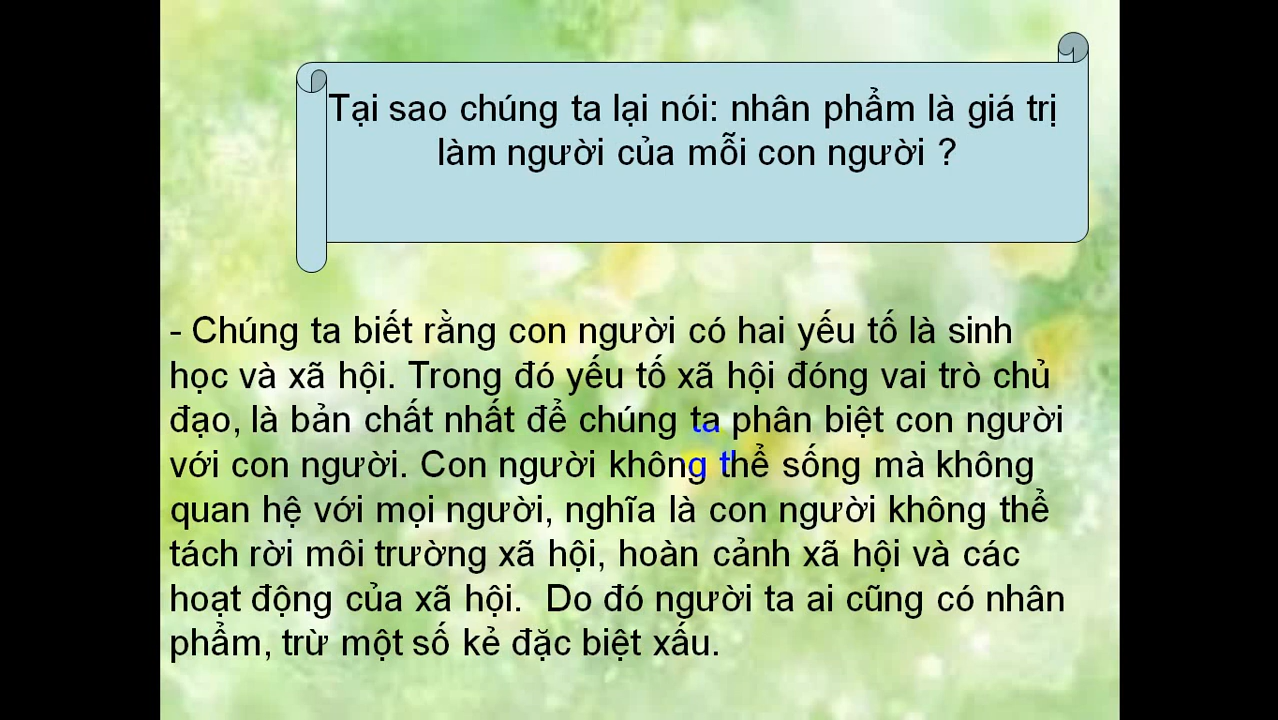 Tại sao chúng ta lại nói: nhân phẩm là giá trị
làm người của mỗi con người ?
- Chúng ta biết rằng con người có hai yếu tố là sinh
học và xã hội. Trong đó yếu tố xã hội đóng vai trò chủ
đạo, là bản chất nhất để chúng ta phân biệt con người
với con người. Con người không thể sống mà không
quan hệ với mọi người, nghĩa là con người không thể
tách rời môi trường xã hội, hoàn cảnh xã hội và các
hoạt động của xã hội.  Do đó người ta ai cũng có nhân
phẩm, trừ một số kẻ đặc biệt xấu.